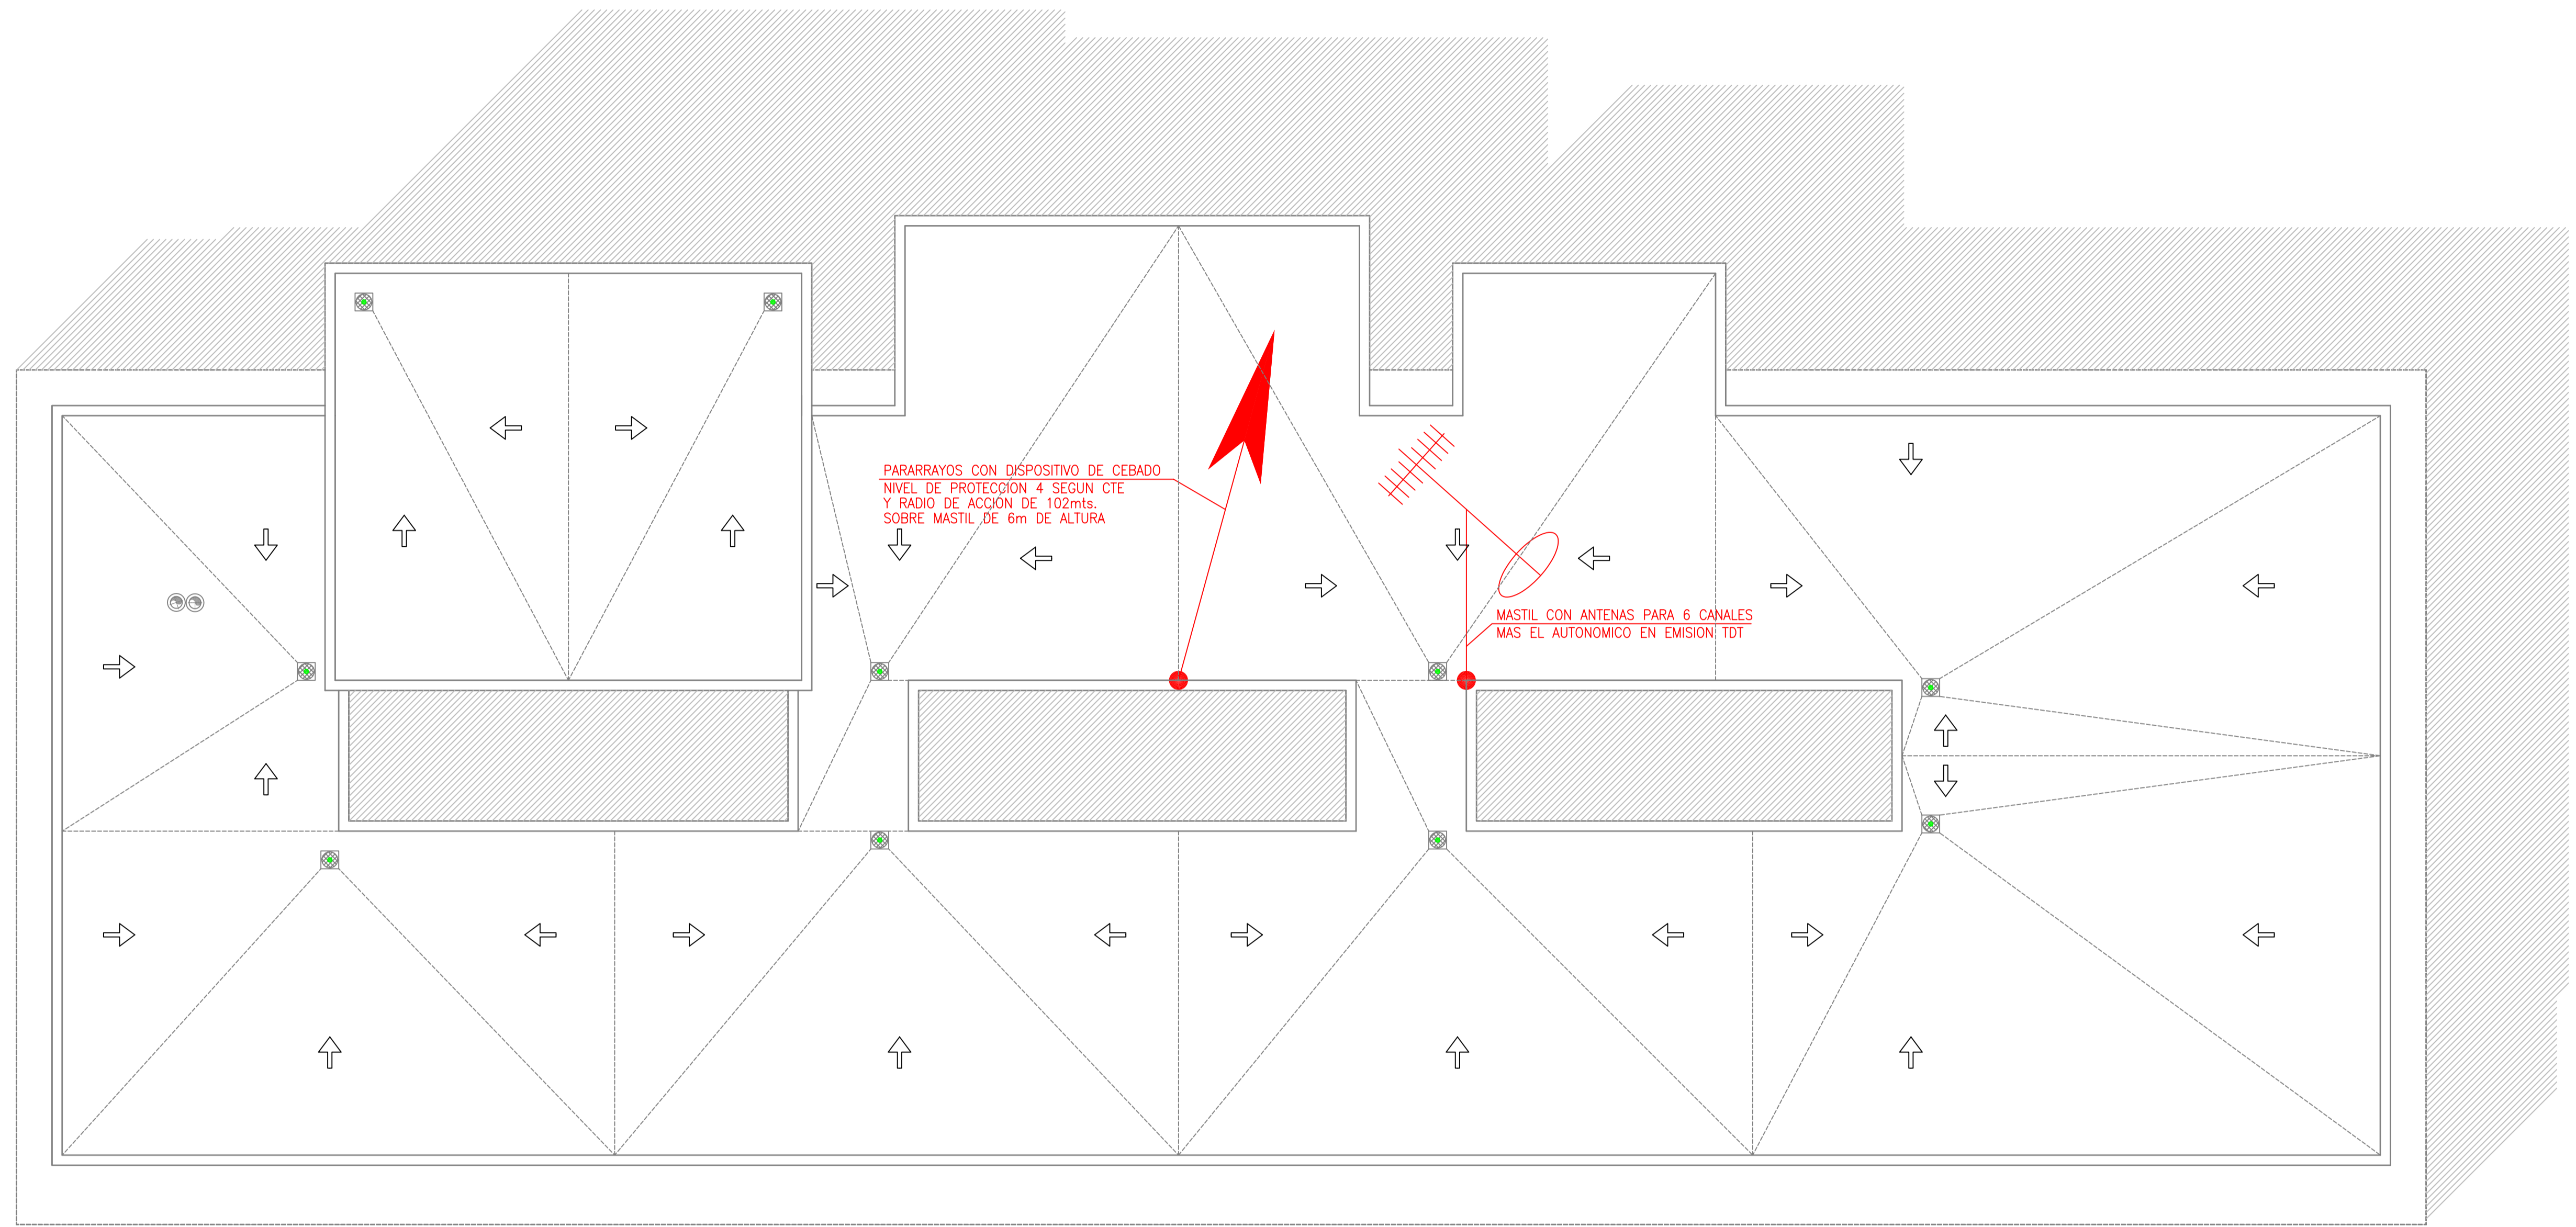 PARARRAYOS CON DISPOSITIVO DE CEBADO
NIVEL DE PROTECCION 4 SEGUN CTE
Y RADIO DE ACCION DE 102mts.
SOBRE MASTIL DE 6m DE ALTURA
MASTIL CON ANTENAS PARA 6 CANALES
MAS EL AUTONOMICO EN EMISION TDT